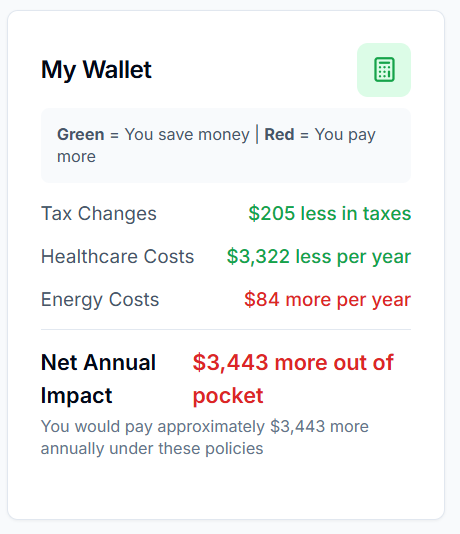 My Wallet
Green = You save money | Red = You pay
more
Tax Changes $205 less in taxes
Healthcare Costs $3,322 less per year
Energy Costs $84 more per year
Net Annual $3,443 more out of
Impact pocket
You would pay approximately $3,443 more
annually under these policies